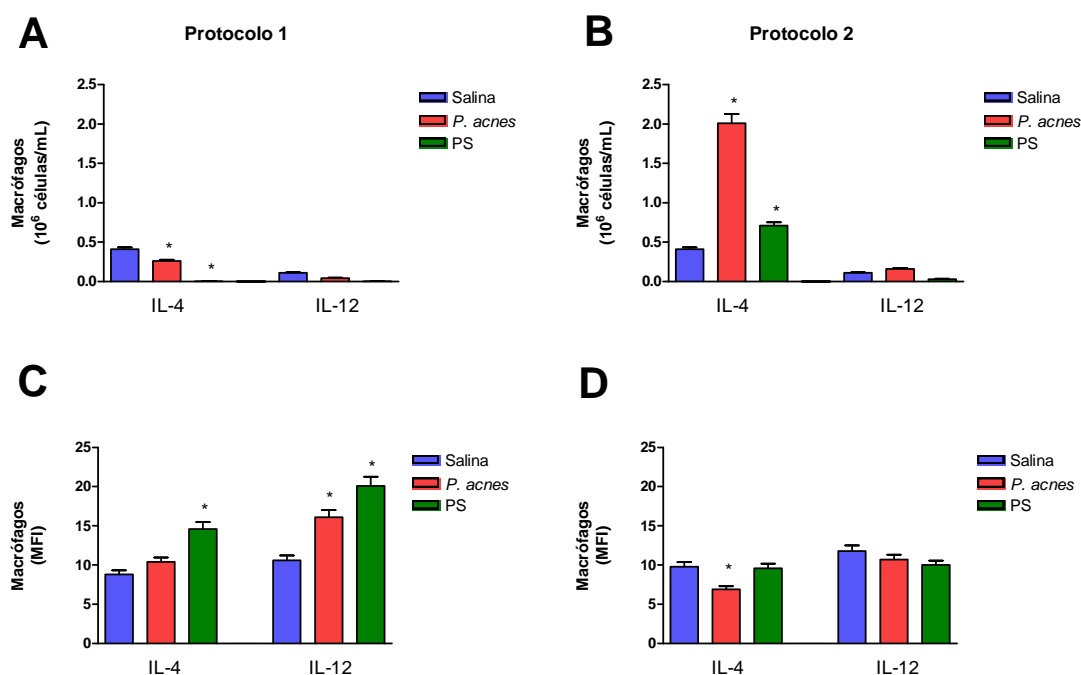 A
Protocolo 1
Macrófagos
(10⁶ células/mL)
2.5
2.0
1.5
1.0
0.5
0.0
*
*
IL-4
IL-12
Salina
P. acnes
PS
B
Protocolo 2
Macrófagos
(10⁶ células/mL)
2.5
2.0
1.5
1.0
0.5
0.0
*
*
IL-4
IL-12
Salina
P. acnes
PS
C
Macrófagos
(MFI)
25
20
15
10
5
0
*
*
*
IL-4
IL-12
Salina
P. acnes
PS
D
Macrófagos
(MFI)
25
20
15
10
5
0
*
IL-4
IL-12
Salina
P. acnes
PS